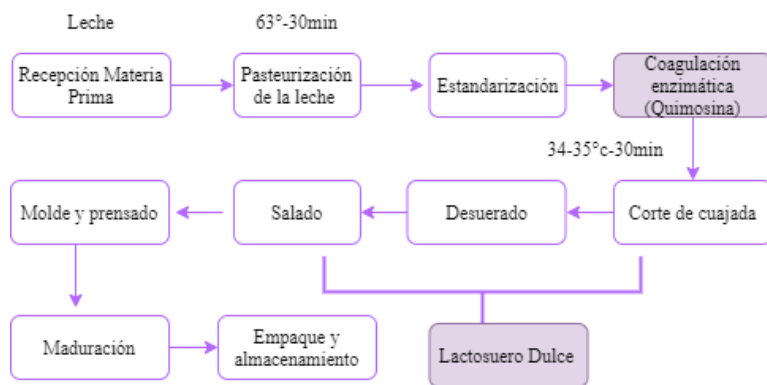 Leche
63°-30min
Recepción Materia
Prima
Pasteurización
de la leche
Estandarización
Coagulación
enzimática
(Quimosina)
34-35°c-30min
Molde y prensado
Salado
Desuerado
Corte de cuajada
Maduración
Empaque y
almacenamiento
Lactosuero Dulce